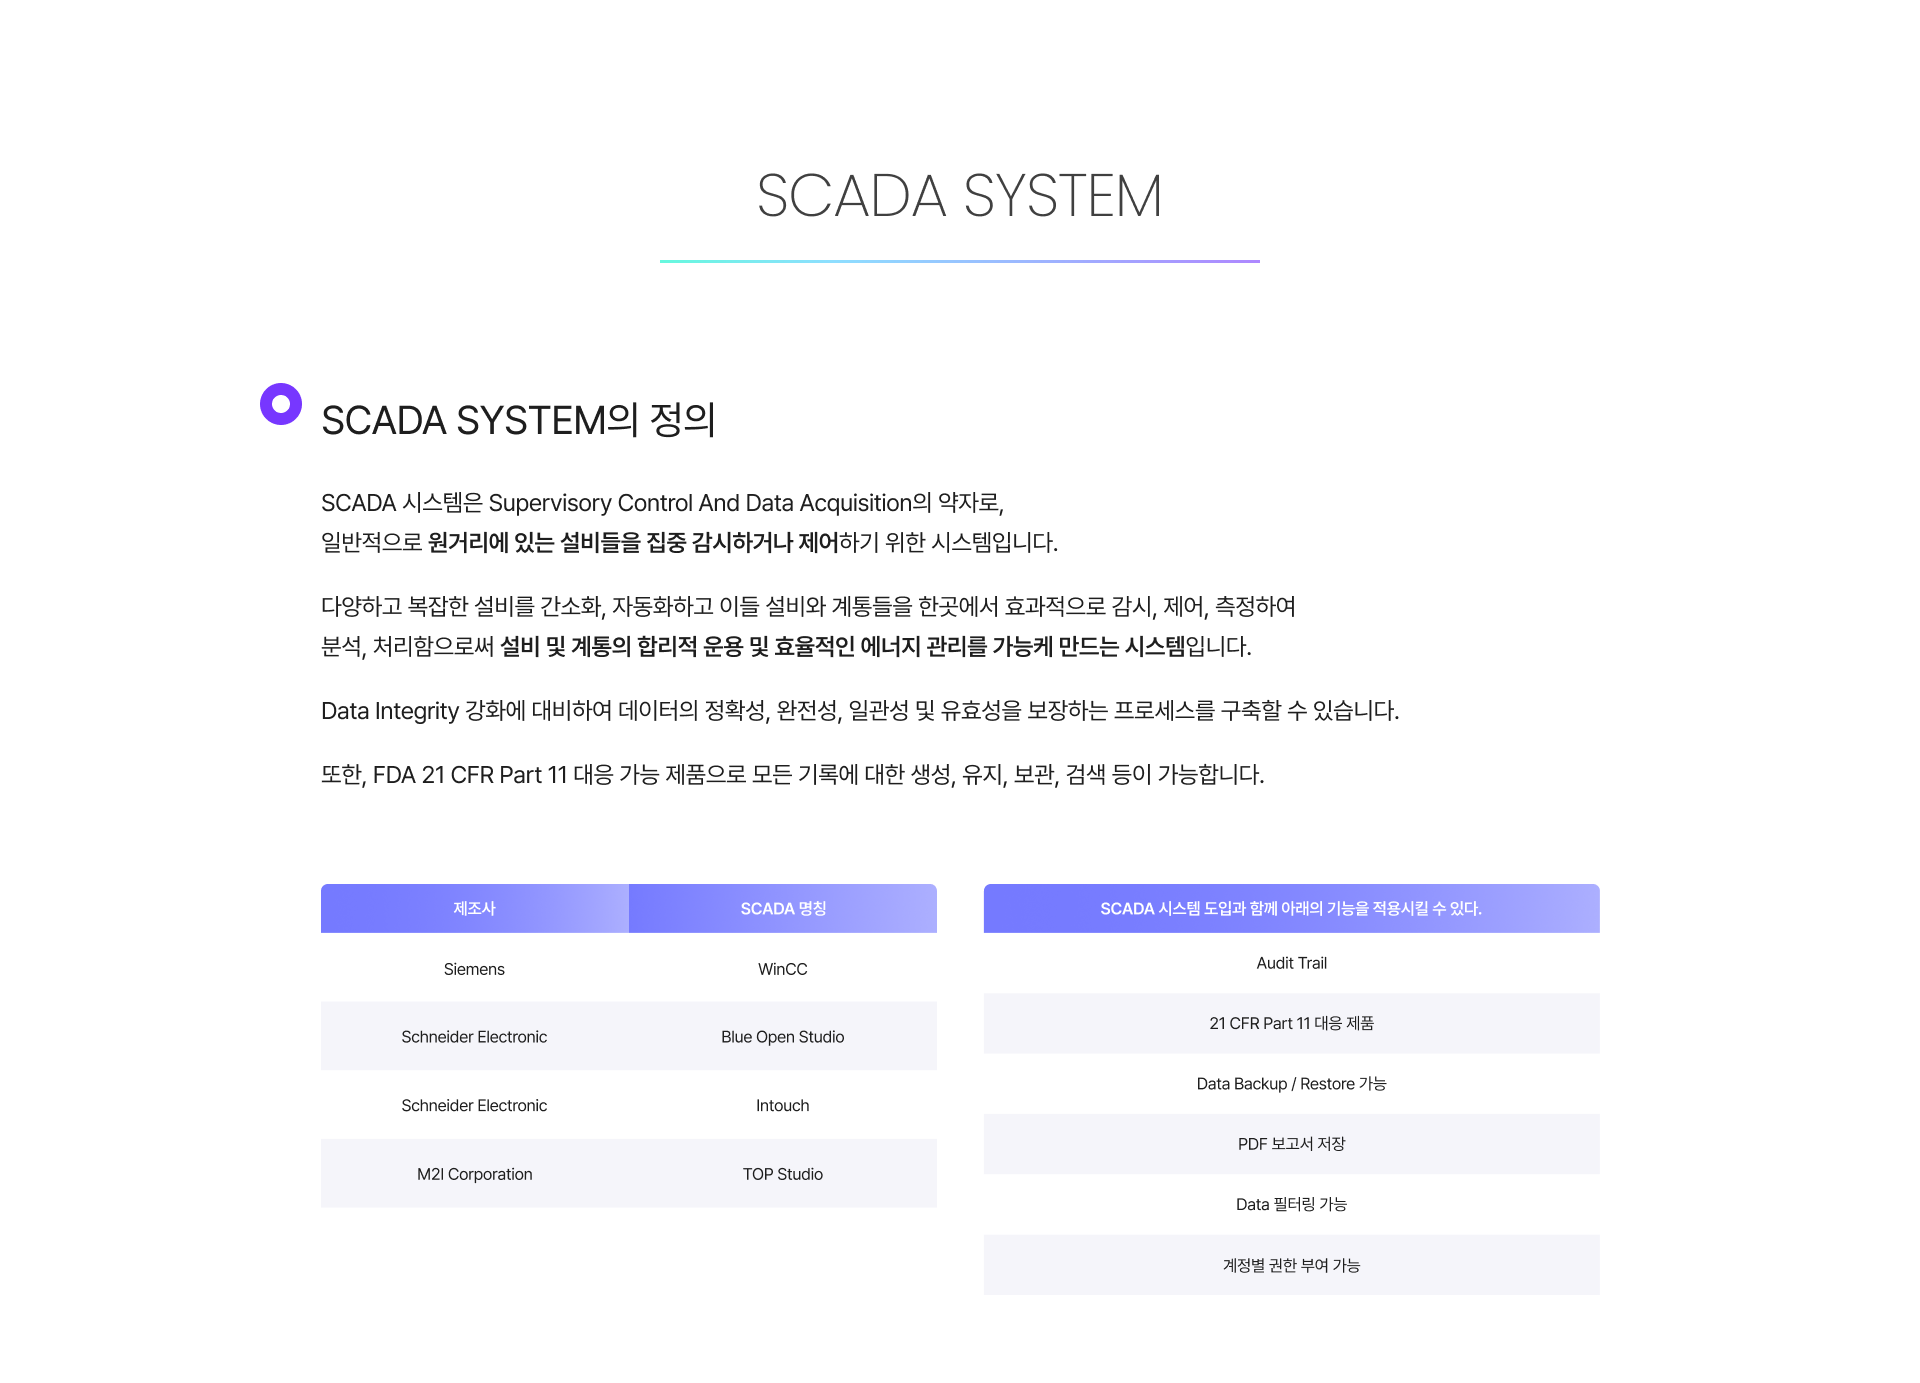 SCADA SYSTEM
SCADA SYSTEM의 정의
SCADA 시스템은 Supervisory Control And Data Acquisition의 약자로,
일반적으로 원거리에 있는 설비들을 집중 감시하거나 제어하기 위한 시스템입니다.
다양하고 복잡한 설비를 간소화, 자동화하고 이들 설비와 계통들을 한곳에서 효과적으로 감시, 제어, 측정하여
분석, 처리함으로써 설비 및 계통의 합리적 운용 및 효율적인 에너지 관리를 가능케 만드는 시스템입니다.
Data Integrity 강화에 대비하여 데이터의 정확성, 완전성, 일관성 및 유효성을 보장하는 프로세스를 구축할 수 있습니다.
또한, FDA 21 CFR Part 11 대응 가능 제품으로 모든 기록에 대한 생성, 유지, 보관, 검색 등이 가능합니다.
제조사 SCADA 명칭
Siemens WinCC
Schneider Electronic Blue Open Studio
Schneider Electronic Intouch
M2I Corporation TOP Studio
SCADA 시스템 도입과 함께 아래의 기능을 적용시킬 수 있다.
Audit Trail
21 CFR Part 11 대응 제품
Data Backup / Restore 가능
PDF 보고서 저장
Data 필터링 가능
계정별 권한 부여 가능